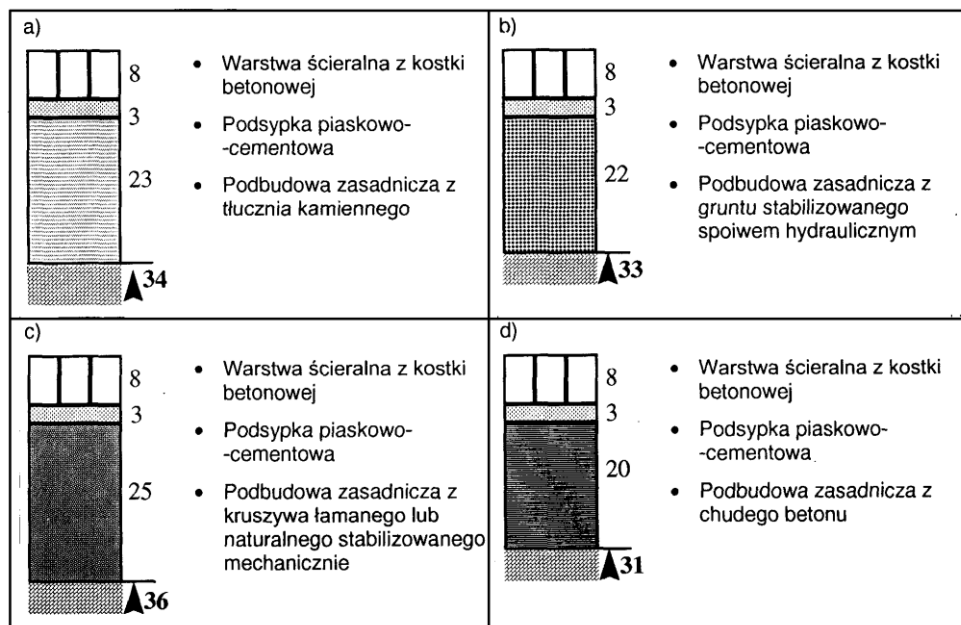 a)
8
3
23
34
• Warstwa ścieralna z kostki
betonowej
• Podsypka piaskowo-
-cementowa
• Podbudowa zasadnicza z
tłucznia kamiennego
b)
8
3
22
33
• Warstwa ścieralna z kostki
betonowej
• Podsypka piaskowo-
-cementowa
• Podbudowa zasadnicza z
gruntu stabilizowanego
spoiwem hydraulicznym
c)
8
3
25
36
• Warstwa ścieralna z kostki
betonowej
• Podsypka piaskowo-
-cementowa
• Podbudowa zasadnicza z
kruszywa łamanego lub
naturalnego stabilizowanego
mechanicznie
d)
8
3
20
31
• Warstwa ścieralna z kostki
betonowej
• Podsypka piaskowo-
-cementowa
• Podbudowa zasadnicza z
chudego betonu